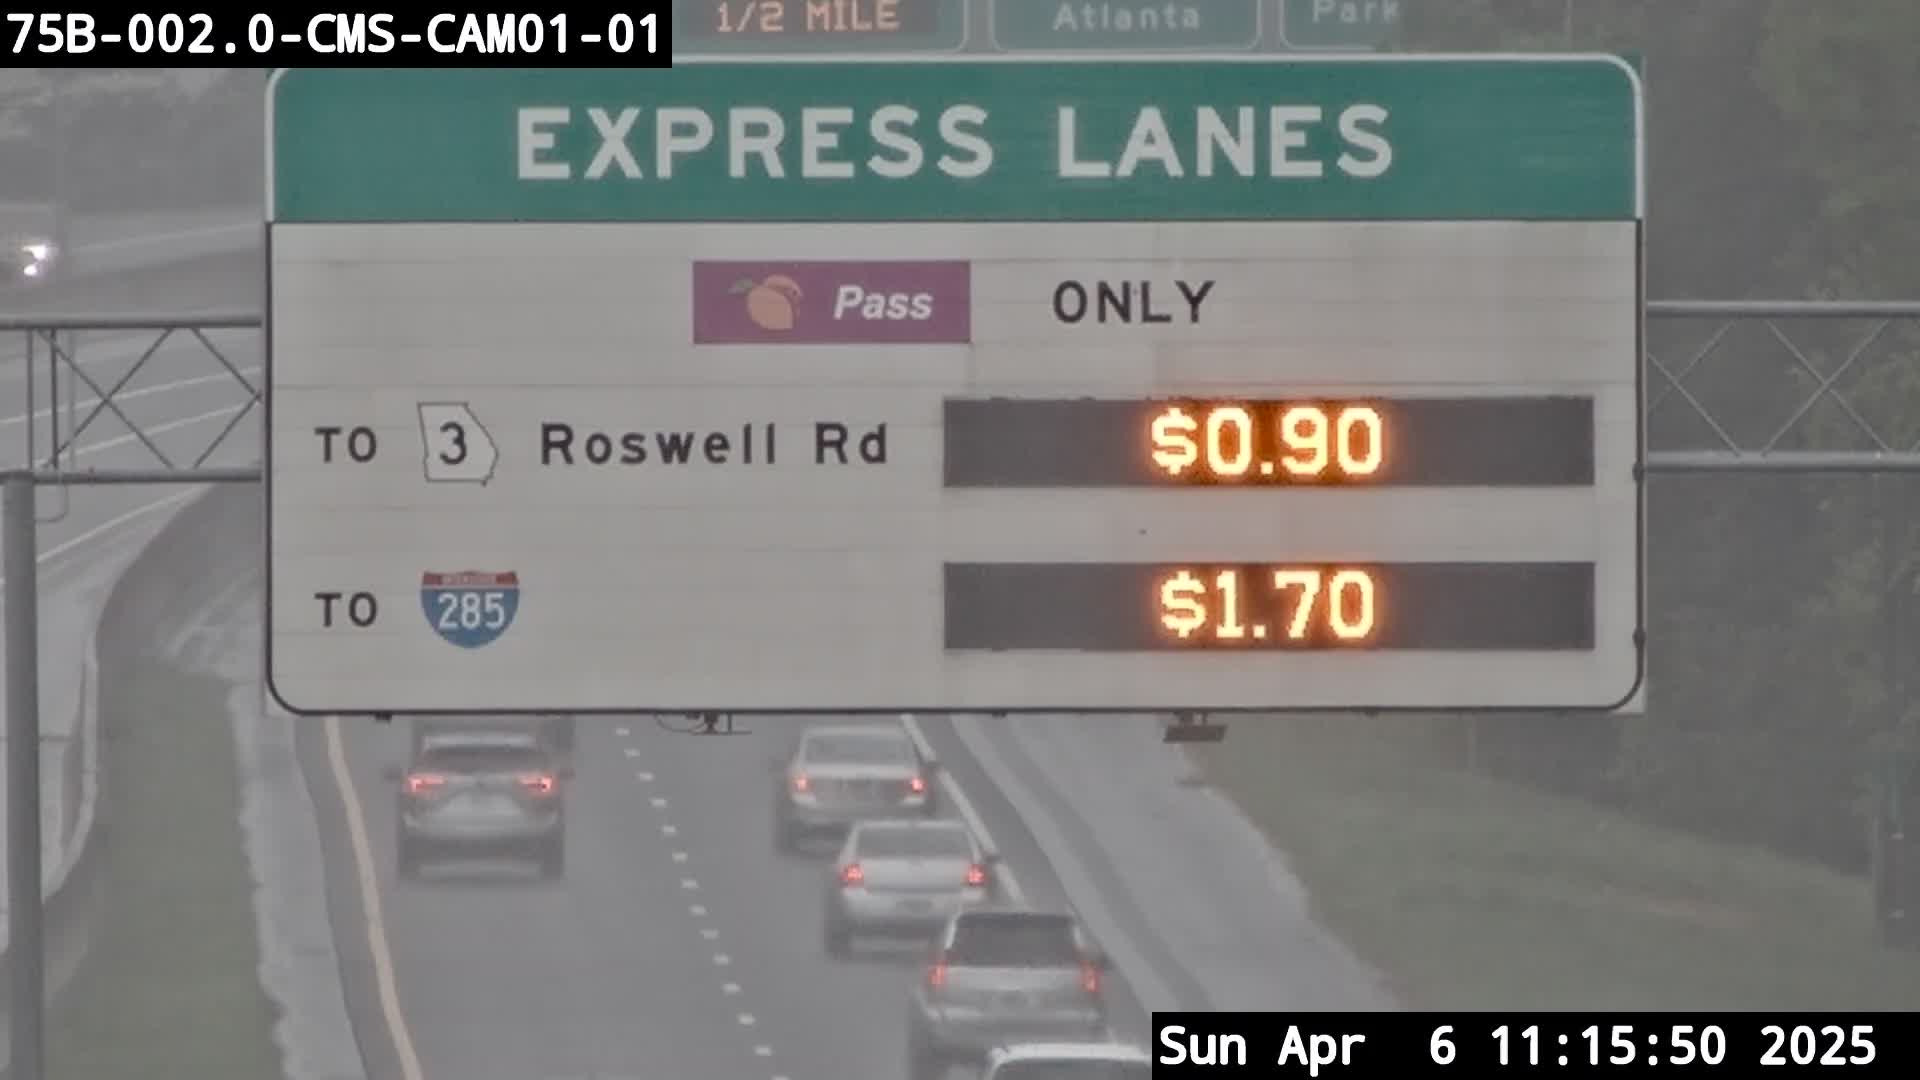 75B-002.0-CMS-CAM01-01
1/2 MILE
Atlanta
Park
EXPRESS LANES
Pass ONLY
TO 3 Roswell Rd $0.90
TO 285 $1.70
Sun Apr 6 11:15:50 2025